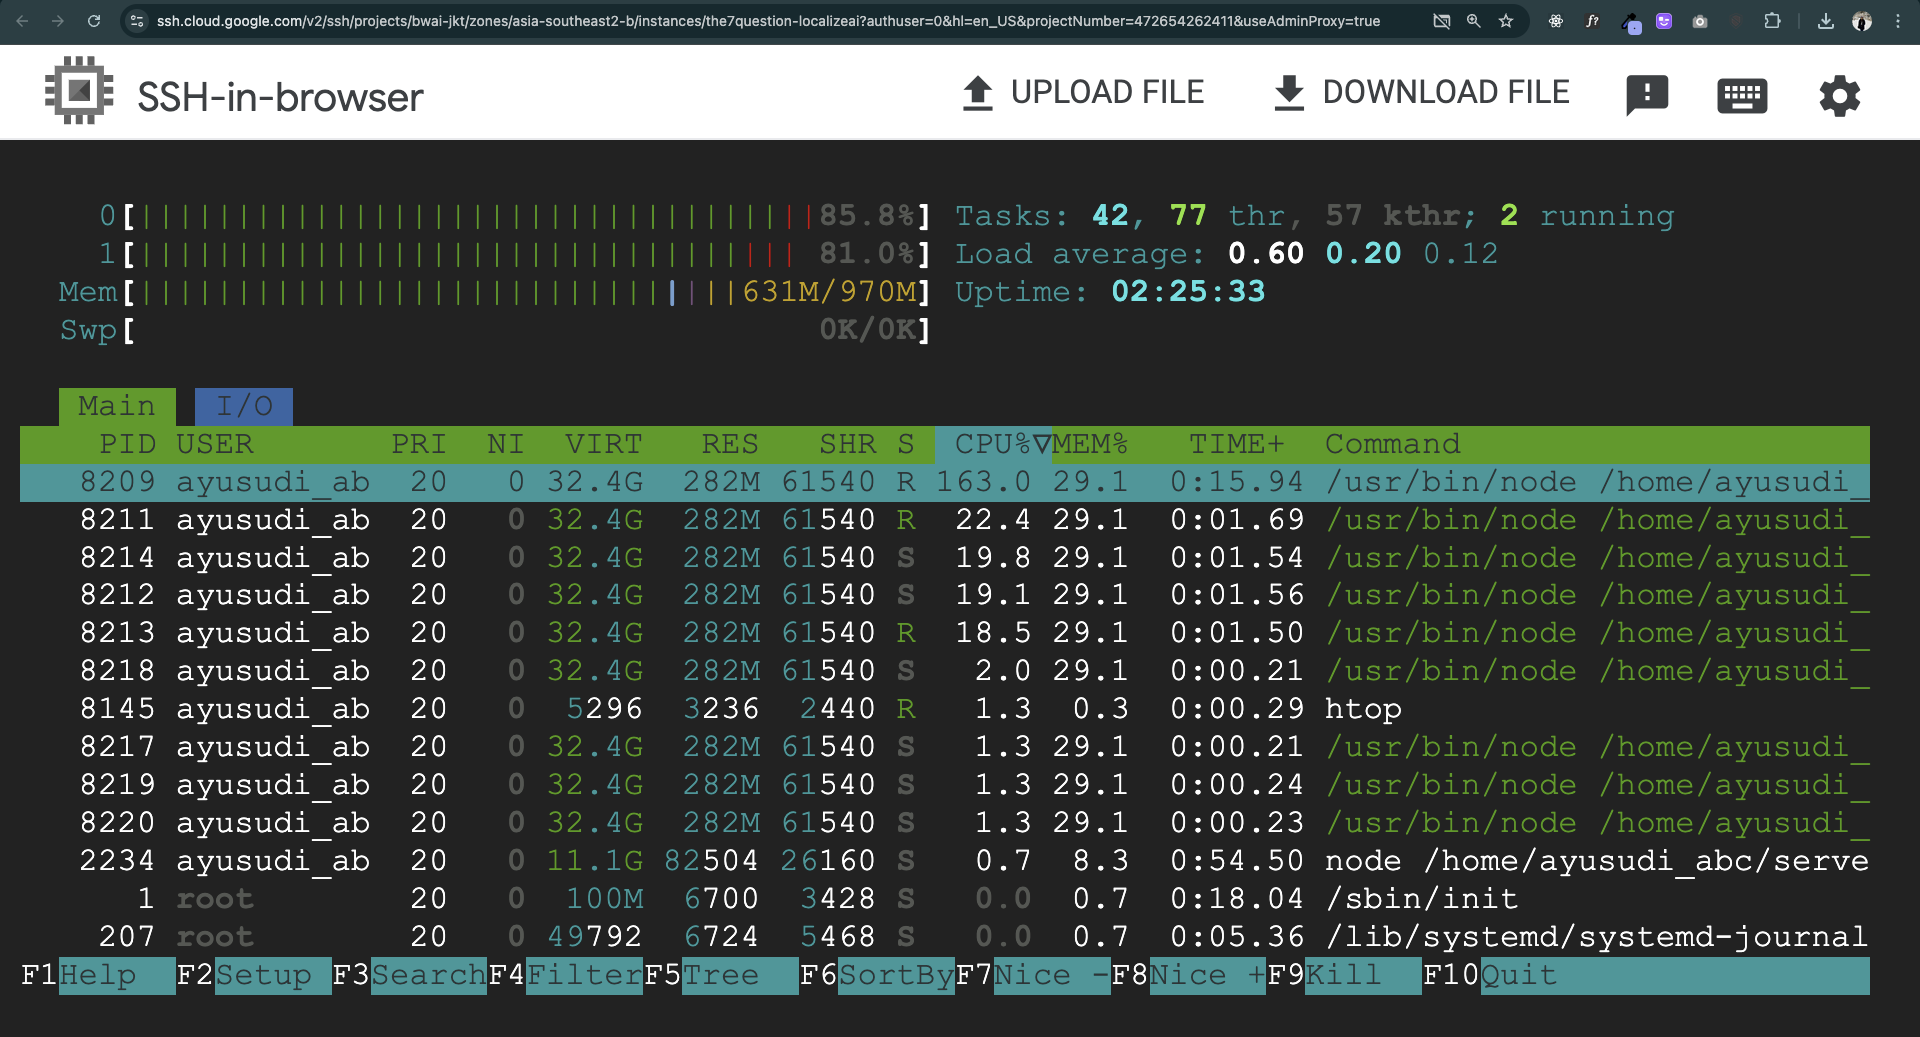 ssh.cloud.google.com/v2/ssh/projects/bwai-jkt/zones/asia-southeast2-b/instances/the7question-localizeai?authuser=0&hl=en_US&projectNumber=472654262411&useAdminProxy=true
SSH-in-browser UPLOAD FILE DOWNLOAD FILE
0[||||||||||||||||||||||||||||||||||||85.8%] Tasks: 42, 77 thr, 57 kthr; 2 running
1[||||||||||||||||||||||||||||||||||| 81.0%] Load average: 0.60 0.20 0.12
Mem[||||||||||||||||||||||||||||||||631M/970M] Uptime: 02:25:33
Swp[ 0K/0K]
Main I/O
PID USER PRI NI VIRT RES SHR S CPU%▽MEM% TIME+ Command
8209 ayusudi_ab 20 0 32.4G 282M 61540 R 163.0 29.1 0:15.94 /usr/bin/node /home/ayusudi_
8211 ayusudi_ab 20 0 32.4G 282M 61540 R 22.4 29.1 0:01.69 /usr/bin/node /home/ayusudi_
8214 ayusudi_ab 20 0 32.4G 282M 61540 S 19.8 29.1 0:01.54 /usr/bin/node /home/ayusudi_
8212 ayusudi_ab 20 0 32.4G 282M 61540 S 19.1 29.1 0:01.56 /usr/bin/node /home/ayusudi_
8213 ayusudi_ab 20 0 32.4G 282M 61540 R 18.5 29.1 0:01.50 /usr/bin/node /home/ayusudi_
8218 ayusudi_ab 20 0 32.4G 282M 61540 S 2.0 29.1 0:00.21 /usr/bin/node /home/ayusudi_
8145 ayusudi_ab 20 0 5296 3236 2440 R 1.3 0.3 0:00.29 htop
8217 ayusudi_ab 20 0 32.4G 282M 61540 S 1.3 29.1 0:00.21 /usr/bin/node /home/ayusudi_
8219 ayusudi_ab 20 0 32.4G 282M 61540 S 1.3 29.1 0:00.24 /usr/bin/node /home/ayusudi_
8220 ayusudi_ab 20 0 32.4G 282M 61540 S 1.3 29.1 0:00.23 /usr/bin/node /home/ayusudi_
2234 ayusudi_ab 20 0 11.1G 82504 26160 S 0.7 8.3 0:54.50 node /home/ayusudi_abc/serve
1 root 20 0 100M 6700 3428 S 0.0 0.7 0:18.04 /sbin/init
207 root 20 0 49792 6724 5468 S 0.0 0.7 0:05.36 /lib/systemd/systemd-journal
F1Help F2Setup F3SearchF4FilterF5Tree F6SortByF7Nice -F8Nice +F9Kill F10Quit